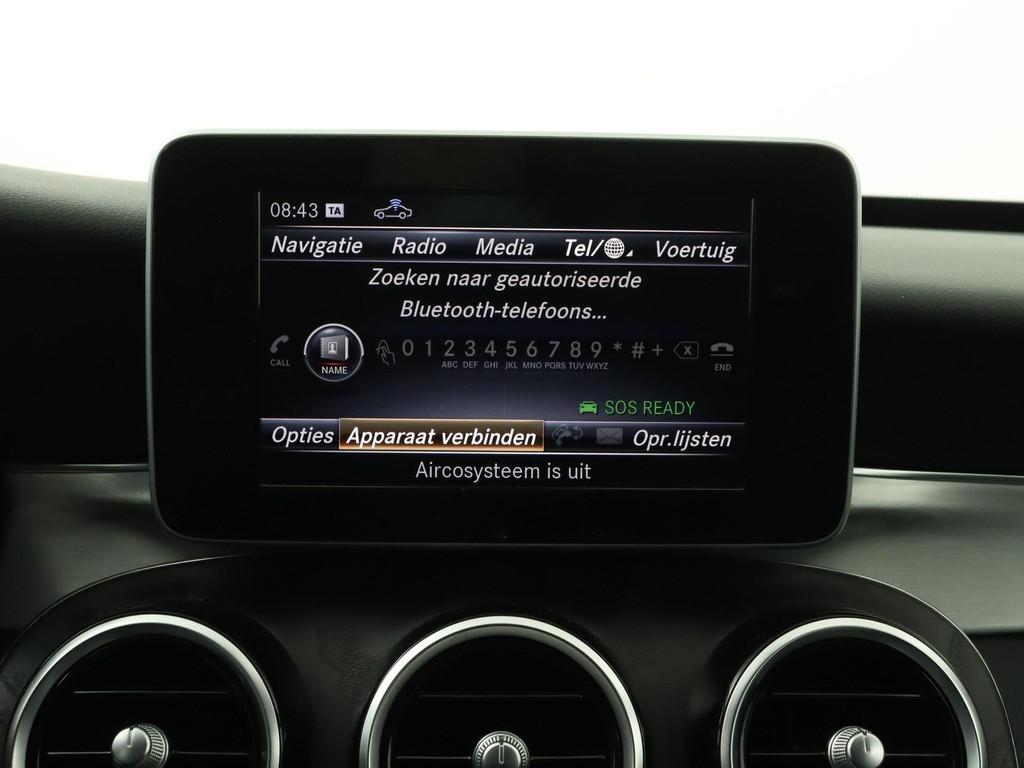 08:43 TA
Navigatie Radio Media Tel/ Voertuig
Zoeken naar geautoriseerde
Bluetooth-telefoons...
0 1 2 3 4 5 6 7 8 9 * # +
CALL NAME ABC DEF GHI JKL MNO PQRS TUV WXYZ END
SOS READY
Opties Apparaat verbinden Opr.lijsten
Aircosysteem is uit